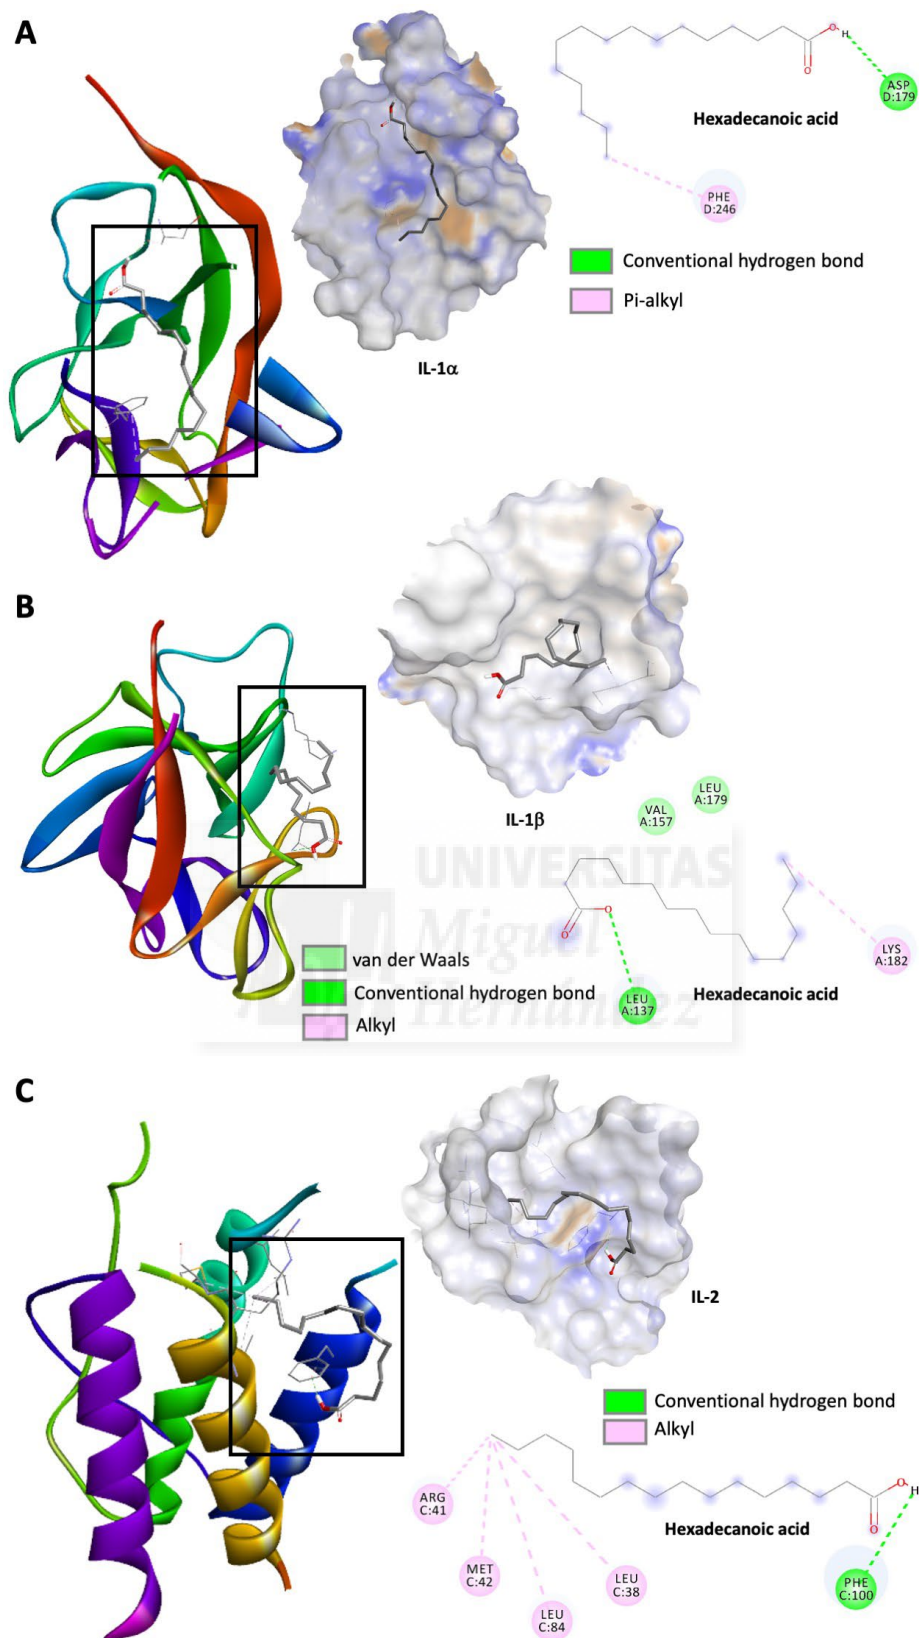 A
O
H
O
ASP
D:179
Hexadecanoic acid
PHE
D:246
Conventional hydrogen bond
Pi-alkyl
IL-1α
B
IL-1β
LEU
A:179
VAL
A:157
UNIVERSITAS
Miguel
Hernández
O
O
LYS
A:182
van der Waals
Conventional hydrogen bond
Alkyl
LEU
A:137
Hexadecanoic acid
C
IL-2
Conventional hydrogen bond
Alkyl
ARG
C:41
O
H
O
Hexadecanoic acid
MET
C:42
LEU
C:38
PHE
C:100
LEU
C:84